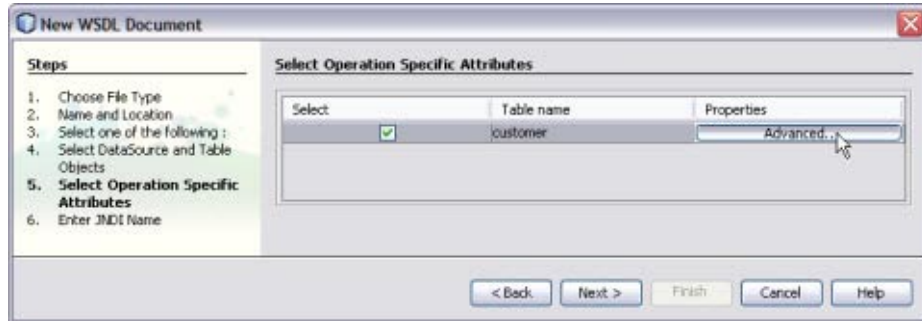 New WSDL Document
Steps
1. Choose File Type
2. Name and Location
3. Select one of the following :
4. Select DataSource and Table
Objects
5. Select Operation Specific
Attributes
6. Enter JNDI Name
Select Operation Specific Attributes
Select Table name Properties
customer Advanced...
< Back Next > Finish Cancel Help